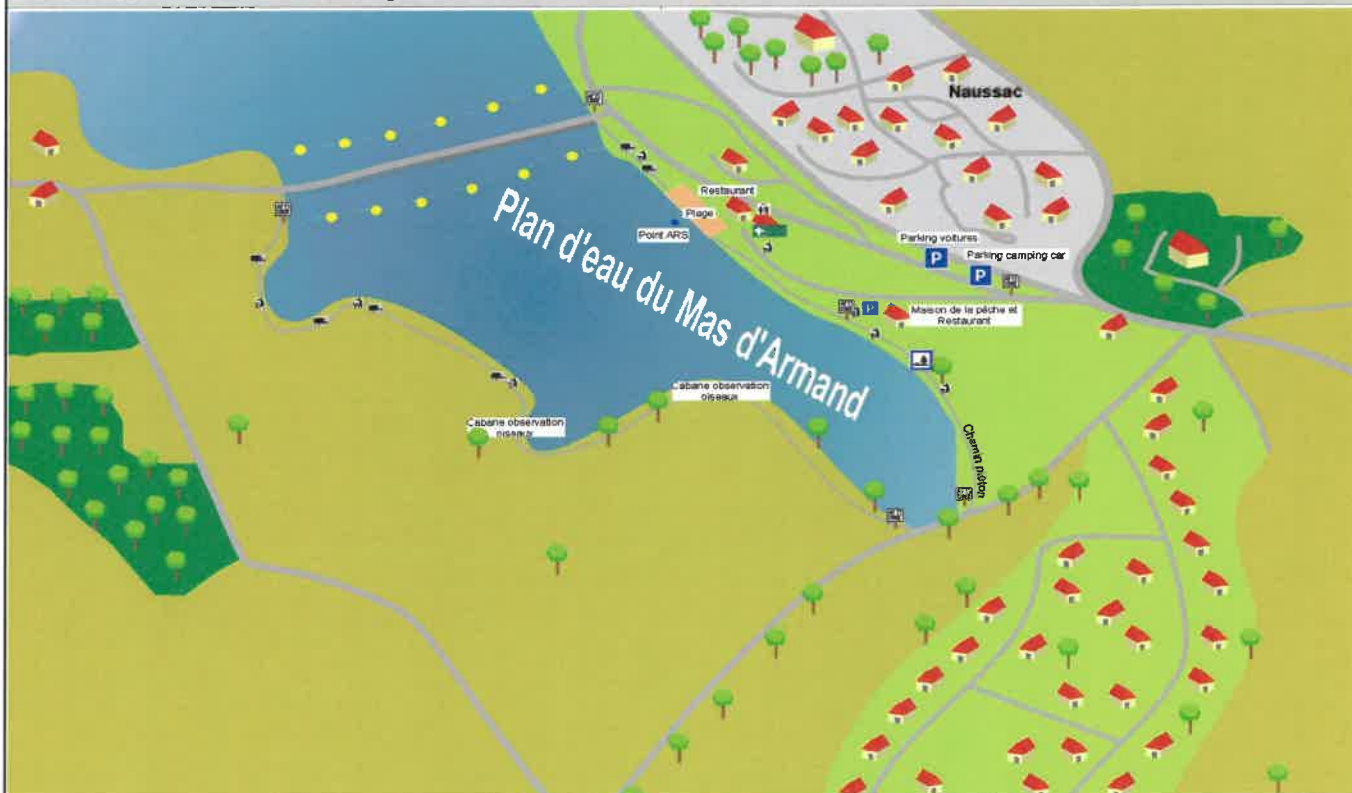 Naussac
Restaurant
Plage
Point ARS
Plan d'eau du Mas d'Armand
Parking voitures
Parking camping car
P
P
P
Maison de la pêche et
Restaurant
Cabane observation
oiseaux
Cabane observation
oiseaux
Chemin piéton